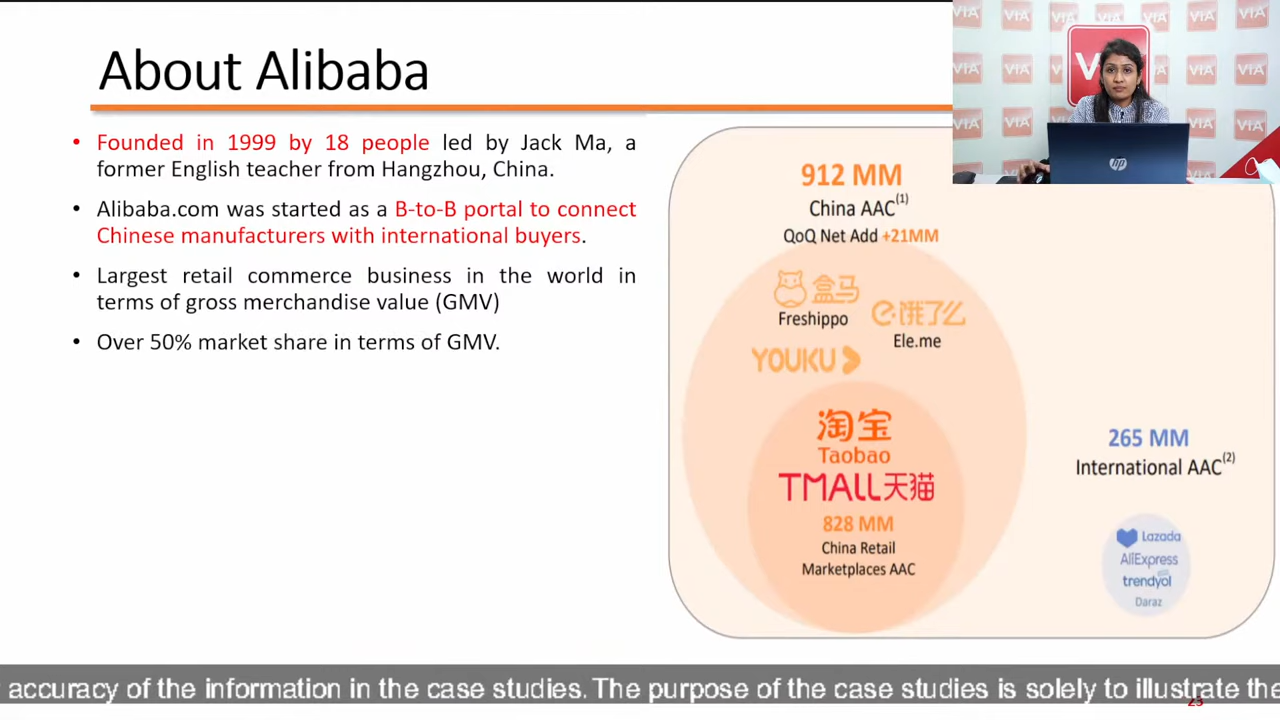 About Alibaba
• Founded in 1999 by 18 people led by Jack Ma, a
former English teacher from Hangzhou, China.
• Alibaba.com was started as a B-to-B portal to connect
Chinese manufacturers with international buyers.
• Largest retail commerce business in the world in
terms of gross merchandise value (GMV)
• Over 50% market share in terms of GMV.
912 MM
China AAC(1)
QoQ Net Add +21MM
盒马
Freshippo
饿了么
Ele.me
YOUKU
淘宝
Taobao
TMALL天猫
828 MM
China Retail
Marketplaces AAC
265 MM
International AAC(2)
Lazada
AliExpress
trendyol
Daraz
VIA VIA VIA
hp
accuracy of the information in the case studies. The purpose of the case studies is solely to illustrate the
23